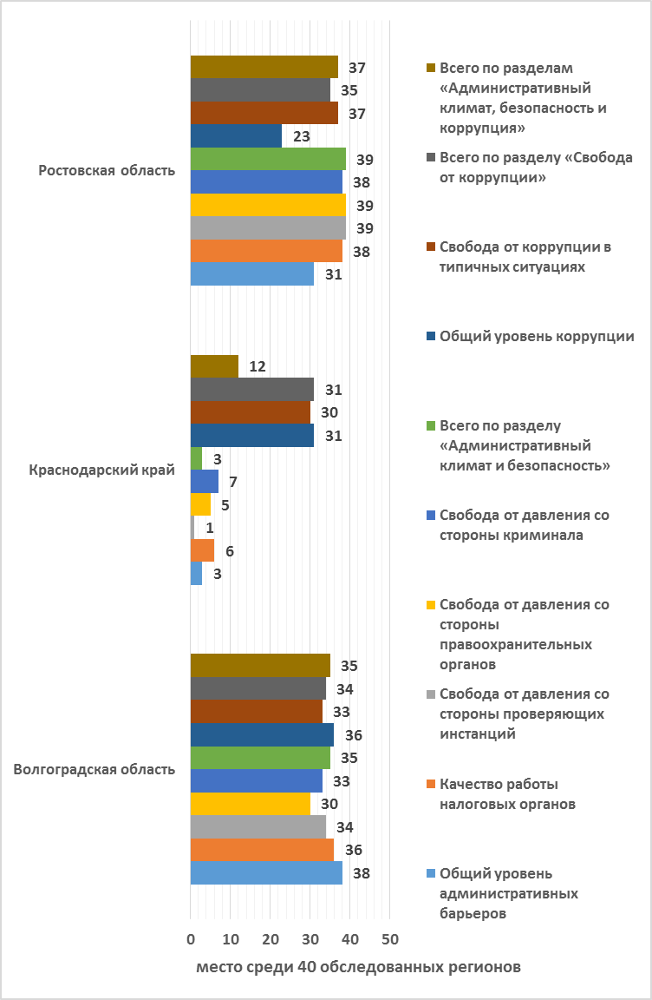 37
35
37
23
39
38
39
39
38
31
Ростовская область
12
31
30
31
3
7
5
1
6
3
Краснодарский край
35
34
33
36
35
33
30
34
36
38
Волгоградская область
0 10 20 30 40 50
место среди 40 обследованных регионов
Всего по разделам
«Административный
климат, безопасность и
коррупция»
Всего по разделу «Свобода
от коррупции»
Свобода от коррупции в
типичных ситуациях
Общий уровень коррупции
Всего по разделу
«Административный
климат и безопасность»
Свобода от давления со
стороны криминала
Свобода от давления со
стороны
правоохранительных
органов
Свобода от давления со
стороны проверяющих
инстанций
Качество работы
налоговых органов
Общий уровень
административных
барьеров